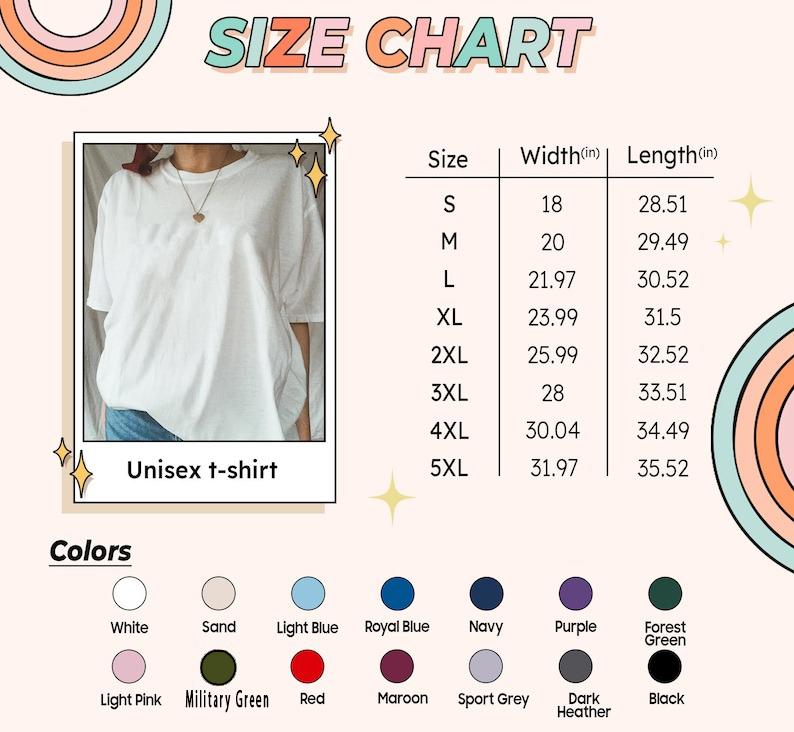 SIZE CHART
Size Width(in) Length(in)
S 18 28.51
M 20 29.49
L 21.97 30.52
XL 23.99 31.5
2XL 25.99 32.52
3XL 28 33.51
4XL 30.04 34.49
5XL 31.97 35.52
Unisex t-shirt
Colors
White Sand Light Blue Royal Blue Navy Purple Forest
Green
Light Pink Military Green Red Maroon Sport Grey Dark Black
Heather